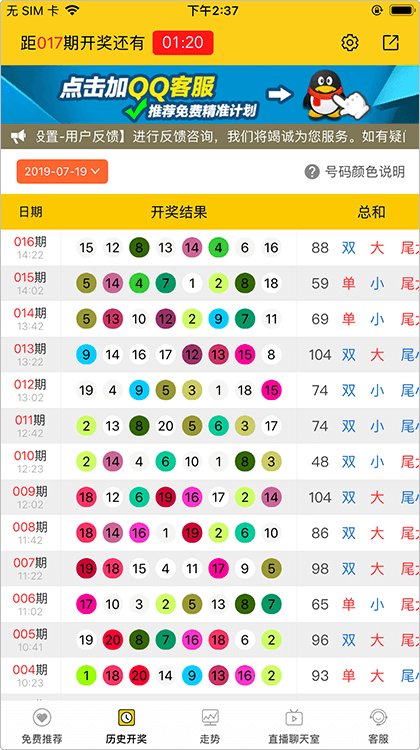 无 SIM 卡 下午2:37
距017期开奖还有 01:20
点击加QQ客服
推荐免费精准计划
设置-用户反馈】进行反馈咨询，我们将竭诚为您服务。如有疑问
2019-07-19 号码颜色说明
日期 开奖结果 总和
016期 15 12 8 13 14 4 6 16 88 双 大 尾大
14:22
015期 5 14 4 7 1 2 8 18 59 单 小 尾大
14:02
014期 5 13 10 12 2 9 7 11 69 单 小 尾大
13:42
013期 9 14 16 17 12 13 15 8 104 双 大 尾小
13:22
012期 19 4 9 5 3 1 18 15 74 双 小 尾小
13:02
011期 2 13 8 20 5 6 3 17 74 双 小 尾小
12:42
010期 2 14 4 6 10 1 8 3 48 双 小 尾大
12:23
009期 18 12 6 19 16 17 2 14 104 双 大 尾小
12:02
008期 18 14 16 1 19 2 6 10 86 双 大 尾大
11:42
007期 19 18 15 4 11 17 9 5 98 双 大 尾大
11:22
006期 17 10 3 2 5 13 8 7 65 单 小 尾大
11:02
005期 19 20 8 7 16 18 6 2 96 双 大 尾大
10:41
004期 1 18 20 14 9 13 16 2 93 单 大 尾小
10:23
免费推荐 历史开奖 走势 直播聊天室 客服